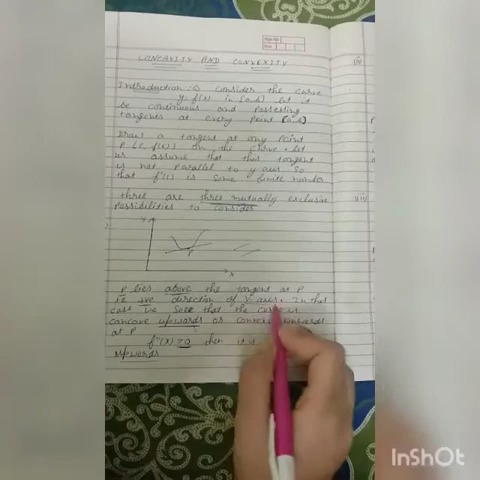 CONCAVITY AND CONVEXITY
Introduction :> consider the curve
y = f(x) in [a,b] let it
be continuous and possesing
tangents at every point (a,b)
Draw a tangent at any point
P (c, f(c)) on the curve. Let
us assume that this tangent
is not parallel to y axis so
that f'(c) is some finite number
three are three mutually exclusive
Possibilities to consider
P
x
P lies above the tangent at P
i.e +ve direction of Y axis. In that
case we see that the curve is
concave upwards or convex
at P
f''(x) > 0 then it is
upwards
InShOt